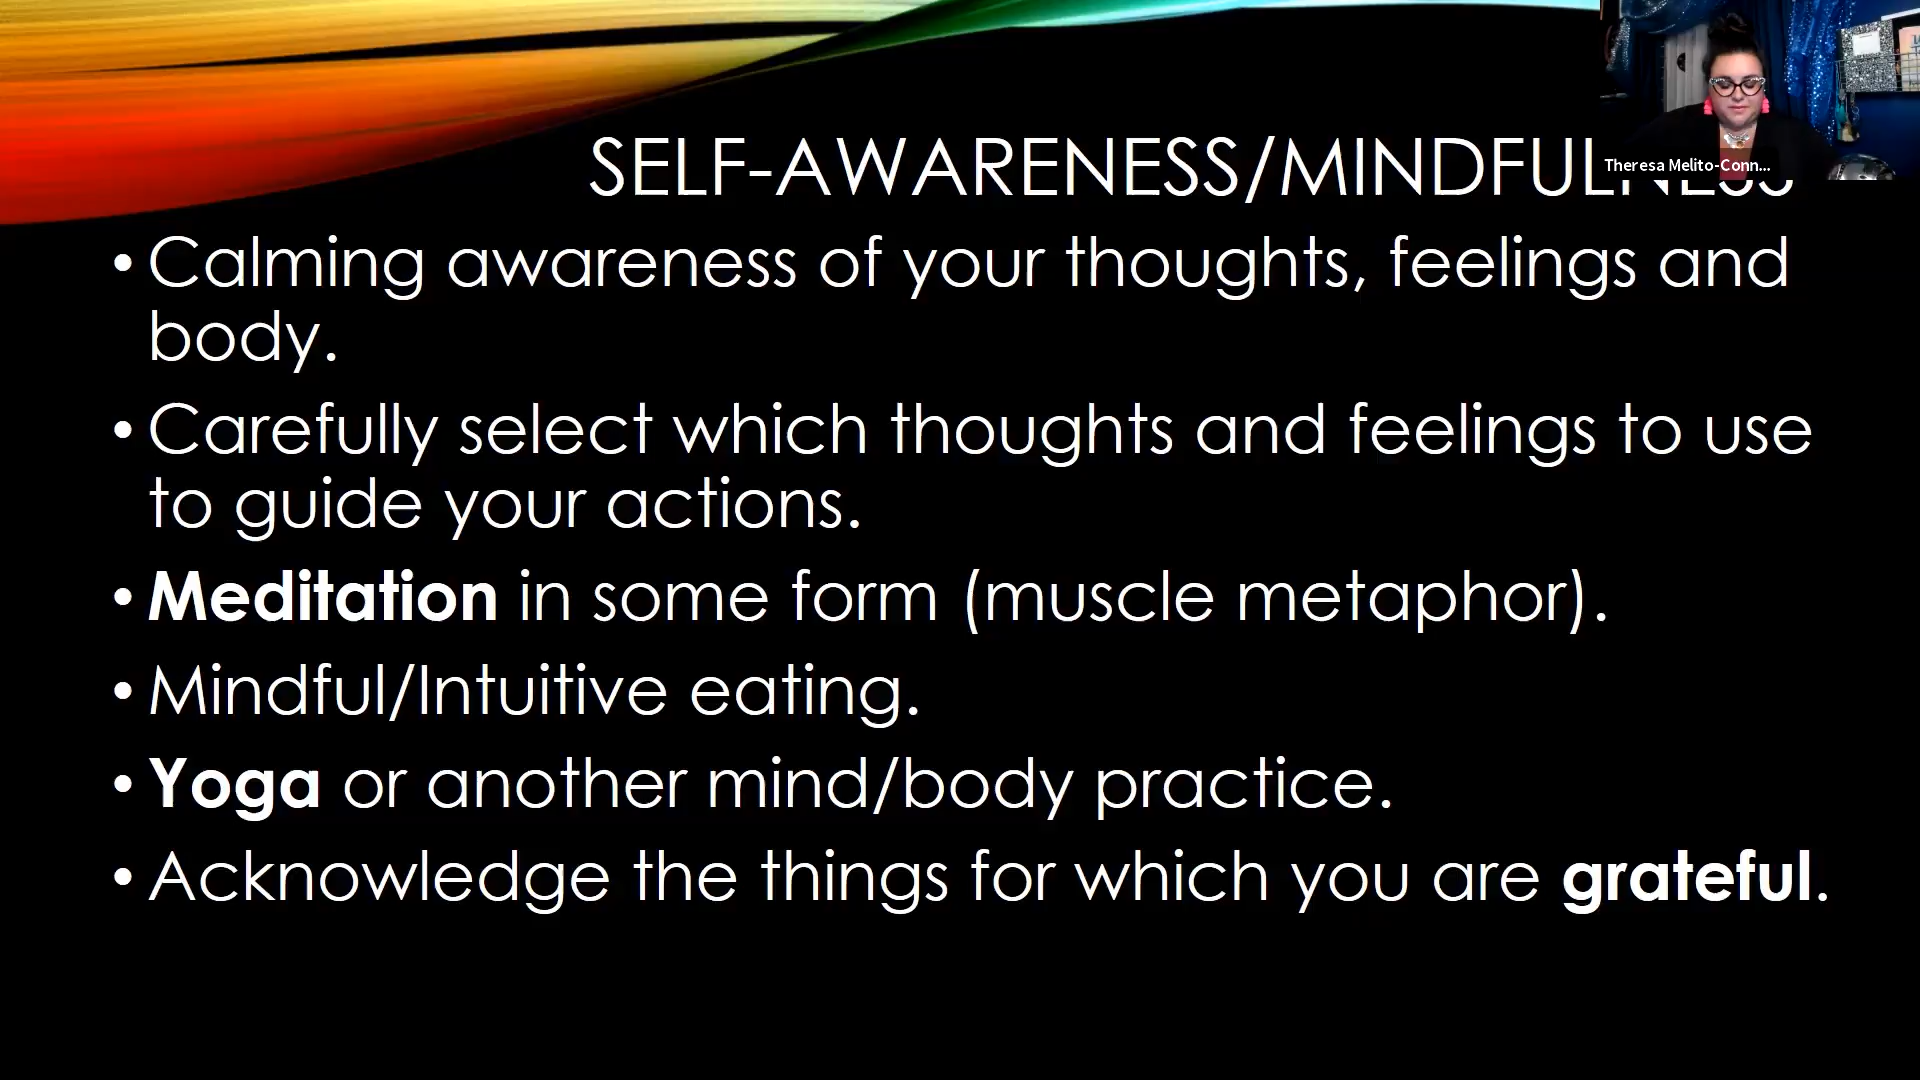 Theresa Melito-Conn...
SELF-AWARENESS/MINDFULNESS
• Calming awareness of your thoughts, feelings and
body.
• Carefully select which thoughts and feelings to use
to guide your actions.
• Meditation in some form (muscle metaphor).
• Mindful/Intuitive eating.
• Yoga or another mind/body practice.
• Acknowledge the things for which you are grateful.